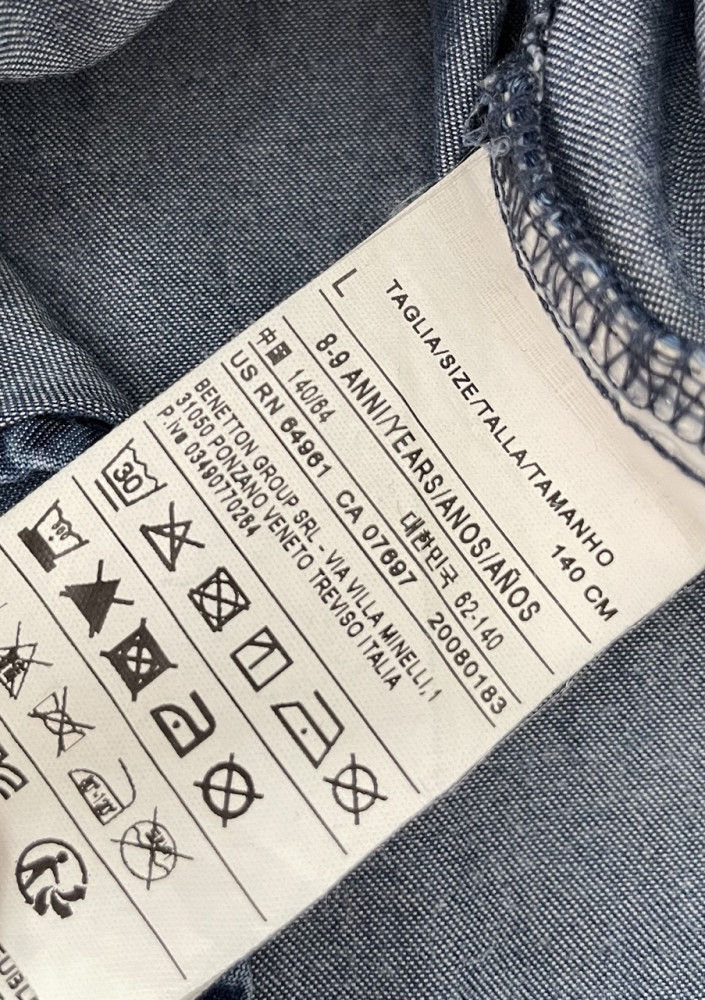 TAGLIA/SIZE/TALLA/TAMANHO
L 140 CM
8-9 ANNI/YEARS/ANOS/AÑOS
中国 140/64 대한민국 62-140
US RN 64961 CA 07697 20080183
BENETTON GROUP SRL - VIA VILLA MINELLI,1
31050 PONZANO VENETO TREVISO ITALIA
P.iva 03490770264
30